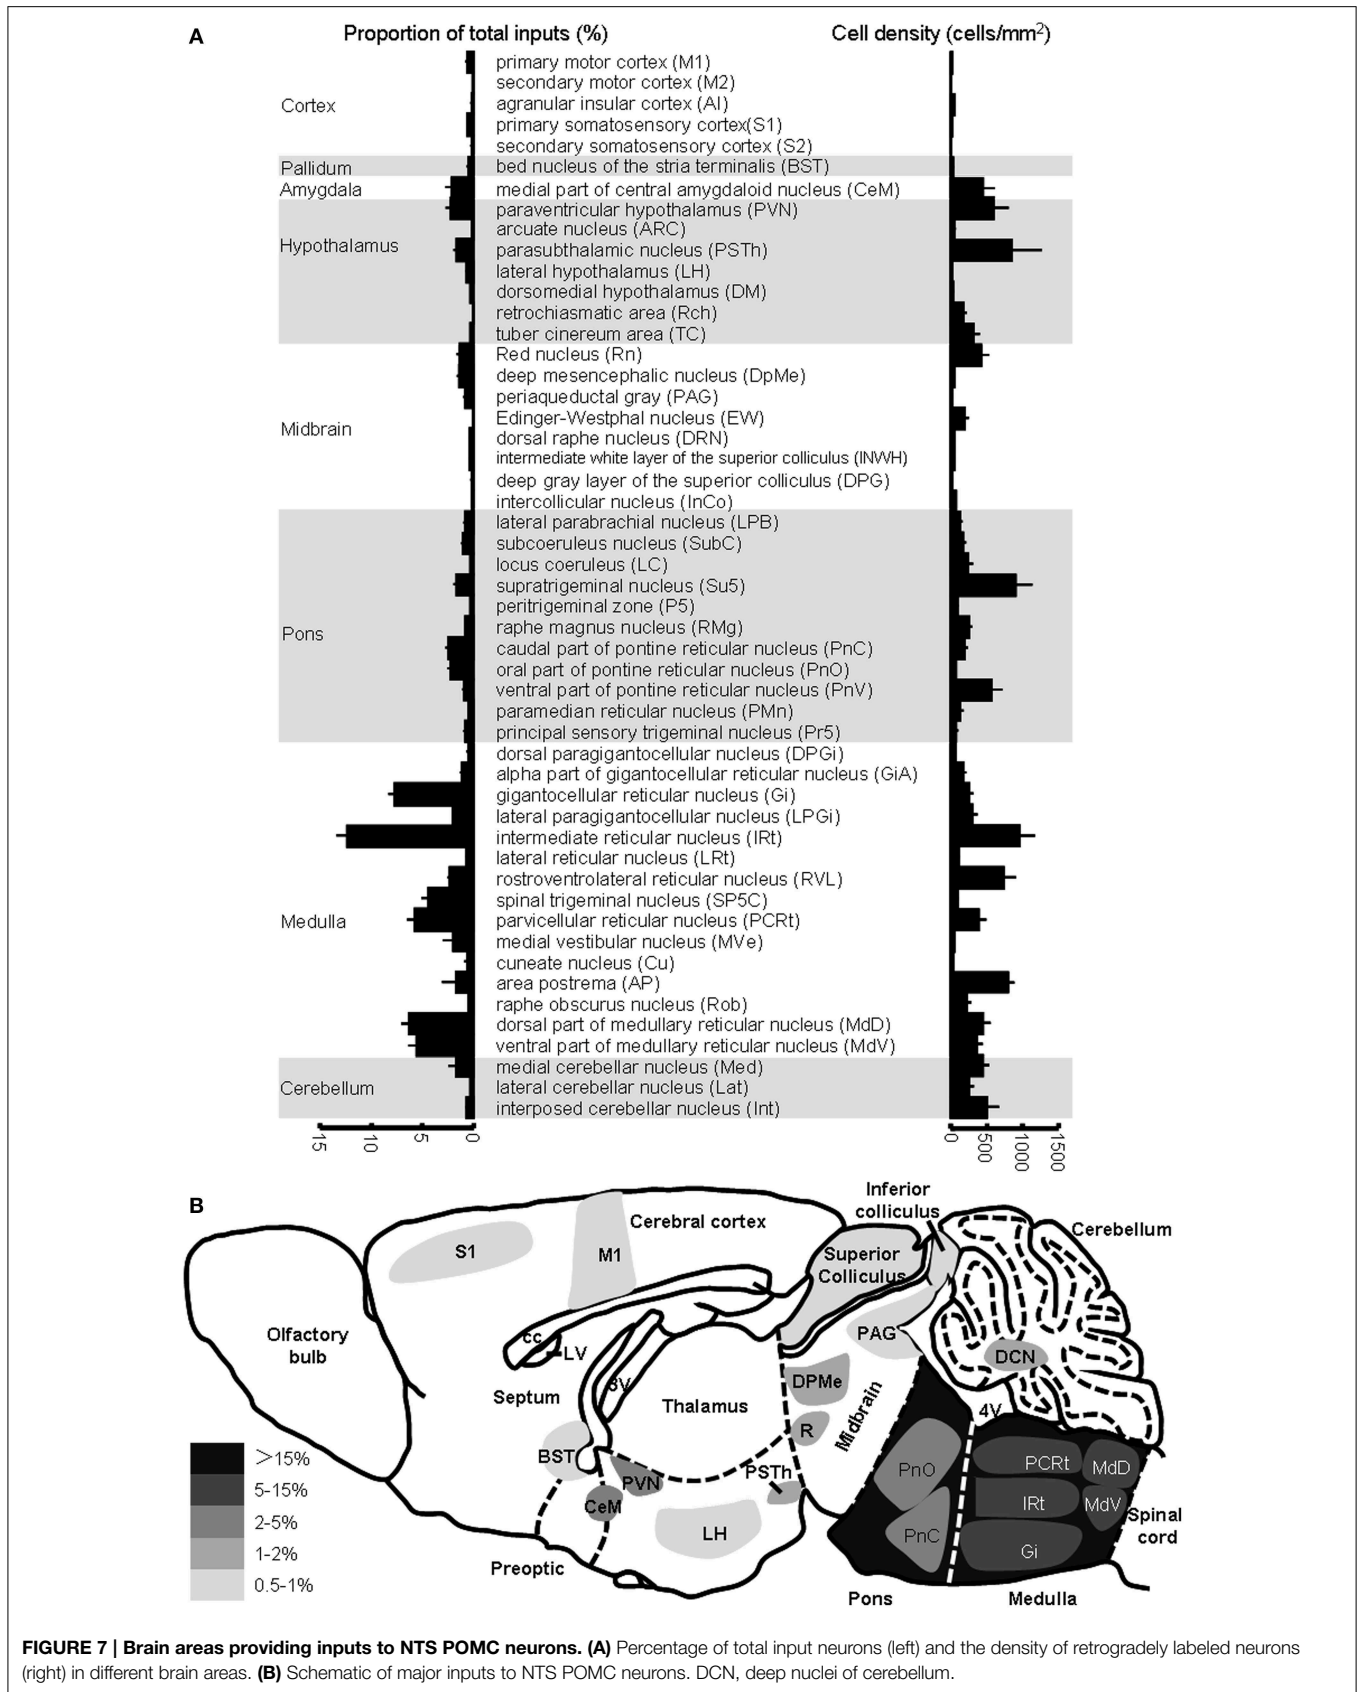 A
Proportion of total inputs (%)
Cell density (cells/mm²)
primary motor cortex (M1)
secondary motor cortex (M2)
Cortex
agranular insular cortex (AI)
primary somatosensory cortex(S1)
secondary somatosensory cortex (S2)
Pallidum
bed nucleus of the stria terminalis (BST)
Amygdala
medial part of central amygdaloid nucleus (CeM)
paraventricular hypothalamus (PVN)
arcuate nucleus (ARC)
Hypothalamus
parasubthalamic nucleus (PSTh)
lateral hypothalamus (LH)
dorsomedial hypothalamus (DM)
retrochiasmatic area (Rch)
tuber cinereum area (TC)
Red nucleus (Rn)
deep mesencephalic nucleus (DpMe)
periaqueductal gray (PAG)
Edinger-Westphal nucleus (EW)
Midbrain
dorsal raphe nucleus (DRN)
intermediate white layer of the superior colliculus (INWH)
deep gray layer of the superior colliculus (DPG)
intercollicular nucleus (InCo)
lateral parabrachial nucleus (LPB)
subcoeruleus nucleus (SubC)
locus coeruleus (LC)
supratrigeminal nucleus (Su5)
peritrigeminal zone (P5)
Pons
raphe magnus nucleus (RMg)
caudal part of pontine reticular nucleus (PnC)
oral part of pontine reticular nucleus (PnO)
ventral part of pontine reticular nucleus (PnV)
paramedian reticular nucleus (PMn)
principal sensory trigeminal nucleus (Pr5)
dorsal paragigantocellular nucleus (DPGi)
alpha part of gigantocellular reticular nucleus (GiA)
gigantocellular reticular nucleus (Gi)
lateral paragigantocellular nucleus (LPGi)
intermediate reticular nucleus (IRt)
lateral reticular nucleus (LRt)
rostroventrolateral reticular nucleus (RVL)
spinal trigeminal nucleus (SP5C)
Medulla
parvicellular reticular nucleus (PCRt)
medial vestibular nucleus (MVe)
cuneate nucleus (Cu)
area postrema (AP)
raphe obscurus nucleus (Rob)
dorsal part of medullary reticular nucleus (MdD)
ventral part of medullary reticular nucleus (MdV)
medial cerebellar nucleus (Med)
Cerebellum
lateral cerebellar nucleus (Lat)
interposed cerebellar nucleus (Int)
15 10 5 0
0 500 1000 1500
B
Inferior
colliculus
Cerebral cortex
Cerebellum
S1
M1
Superior
Colliculus
Olfactory
bulb
cc
LV
PAG
DCN
Septum
3V
Thalamus
DPMe
Midbrain
4V
R
BST
PVN
PSTh
CeM
LH
PnO
PCRt
MdD
IRt
MdV
Spinal
cord
PnC
Gi
Preoptic
Pons
Medulla
>15%
5-15%
2-5%
1-2%
0.5-1%
FIGURE 7 | Brain areas providing inputs to NTS POMC neurons. (A) Percentage of total input neurons (left) and the density of retrogradely labeled neurons
(right) in different brain areas. (B) Schematic of major inputs to NTS POMC neurons. DCN, deep nuclei of cerebellum.